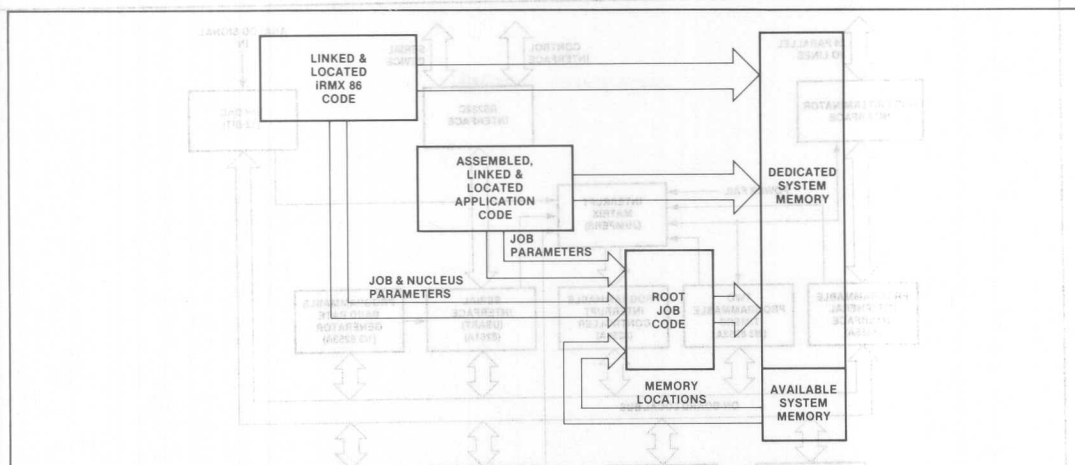 LINKED &
LOCATED
iRMX 86
CODE
ASSEMBLED,
LINKED &
LOCATED
APPLICATION
CODE
DEDICATED
SYSTEM
MEMORY
JOB
PARAMETERS
JOB & NUCLEUS
PARAMETERS
ROOT
JOB
CODE
MEMORY
LOCATIONS
AVAILABLE
SYSTEM
MEMORY